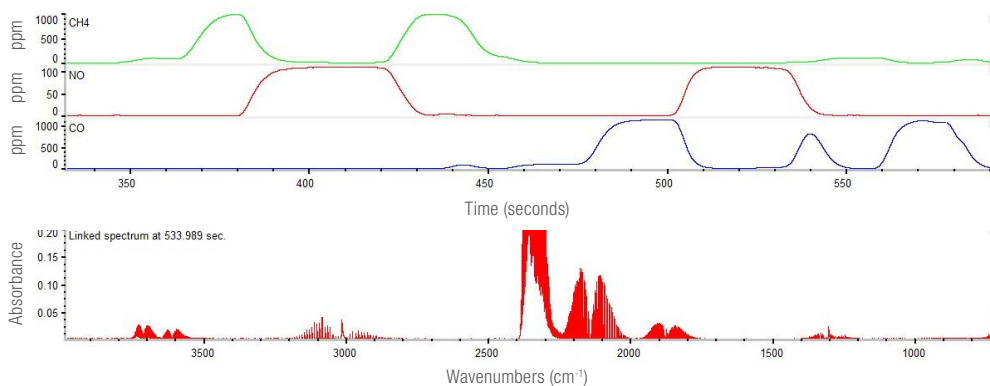 ppm
1000
500
0
CH4
ppm
100
50
0
NO
ppm
1000
500
0
CO
350 400 450 500 550
Time (seconds)
Absorbance
0.20
0.15
0.10
0.05
Linked spectrum at 533.989 sec.
3500 3000 2500 2000 1500 1000
Wavenumbers (cm⁻¹)